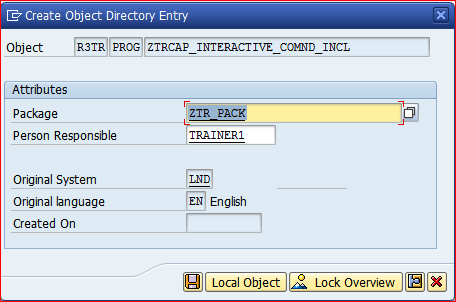 Create Object Directory Entry
Object R3TR PROG ZTRCAP_INTERACTIVE_COMND_INCL
Attributes
Package ZTR_PACK
Person Responsible TRAINER1
Original System LND
Original language EN English
Created On
Local Object Lock Overview